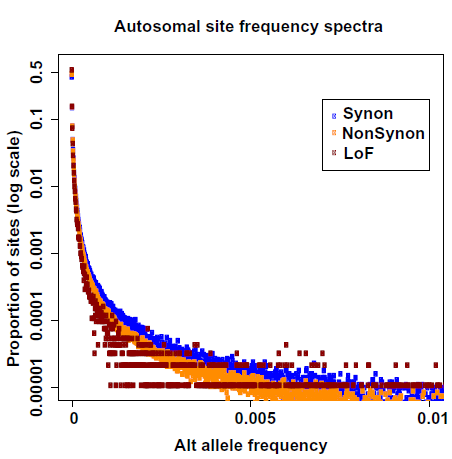 Autosomal site frequency spectra
Proportion of sites (log scale)
0.5
0.1
0.01
0.001
0.0001
0.00001
Synon
NonSynon
LoF
0
0.005
0.01
Alt allele frequency